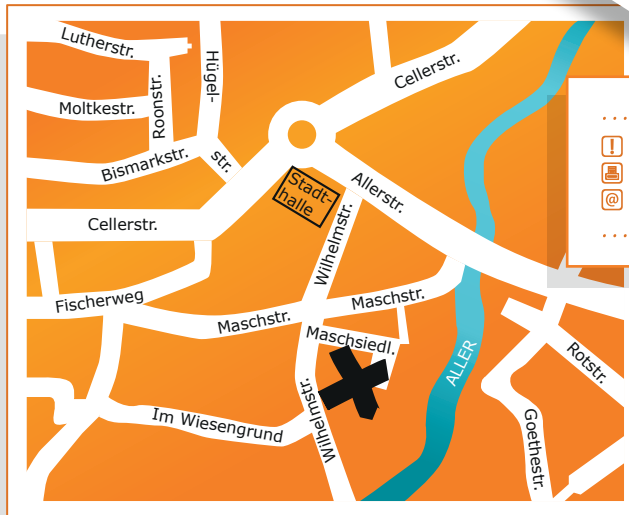 Lutherstr.
Hügel-
Cellerstr.
Moltkestr.
Roonstr.
Bismarkstr.
str.
Stadt-
halle
Allerstr.
Cellerstr.
Wilhelmstr.
Fischerweg
Maschstr.
Maschstr.
Maschsiedl.
ALLER
Rotstr.
Im Wiesengrund
Wilhelmstr.
Goethestr.
!
@